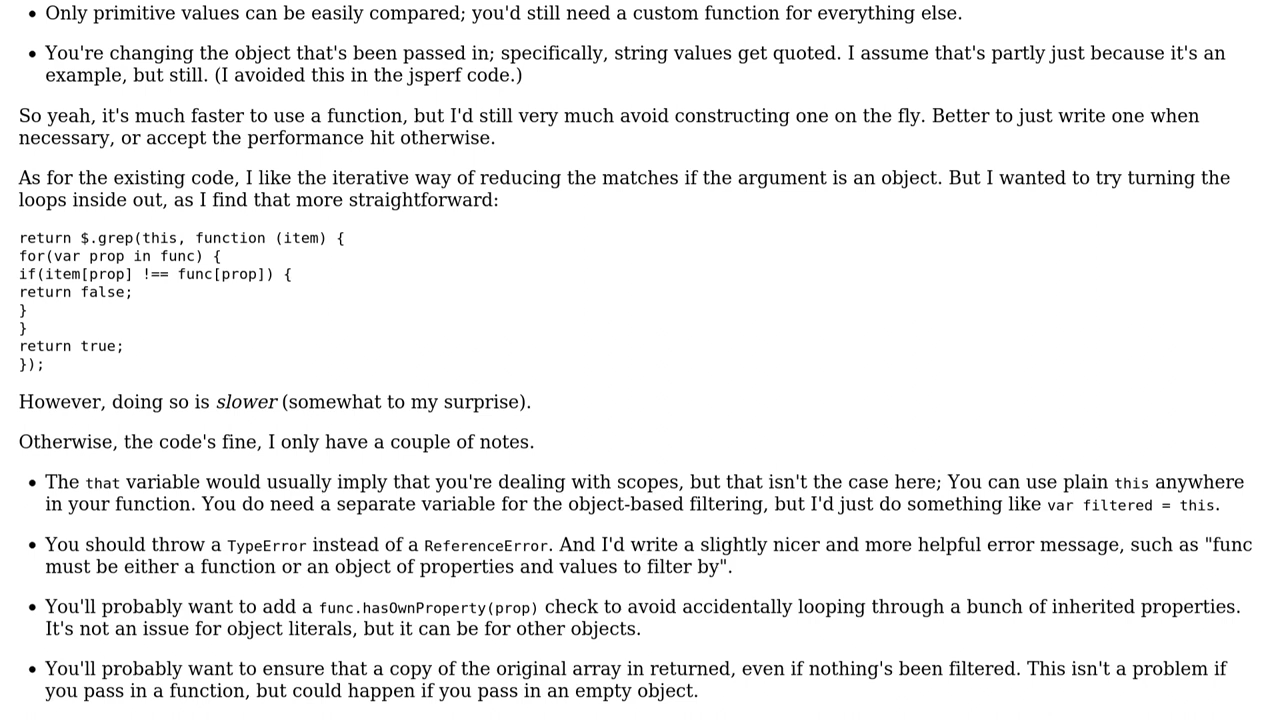 • Only primitive values can be easily compared; you'd still need a custom function for everything else.
• You're changing the object that's been passed in; specifically, string values get quoted. I assume that's partly just because it's an
example, but still. (I avoided this in the jsperf code.)
So yeah, it's much faster to use a function, but I'd still very much avoid constructing one on the fly. Better to just write one when
necessary, or accept the performance hit otherwise.
As for the existing code, I like the iterative way of reducing the matches if the argument is an object. But I wanted to try turning the
loops inside out, as I find that more straightforward:
return $.grep(this, function (item) {
for(var prop in func) {
if(item[prop] !== func[prop]) {
return false;
}
}
return true;
});
However, doing so is slower (somewhat to my surprise).
Otherwise, the code's fine, I only have a couple of notes.
• The that variable would usually imply that you're dealing with scopes, but that isn't the case here; You can use plain this anywhere
in your function. You do need a separate variable for the object-based filtering, but I'd just do something like var filtered = this.
• You should throw a TypeError instead of a ReferenceError. And I'd write a slightly nicer and more helpful error message, such as "func
must be either a function or an object of properties and values to filter by".
• You'll probably want to add a func.hasOwnProperty(prop) check to avoid accidentally looping through a bunch of inherited properties.
It's not an issue for object literals, but it can be for other objects.
• You'll probably want to ensure that a copy of the original array in returned, even if nothing's been filtered. This isn't a problem if
you pass in a function, but could happen if you pass in an empty object.